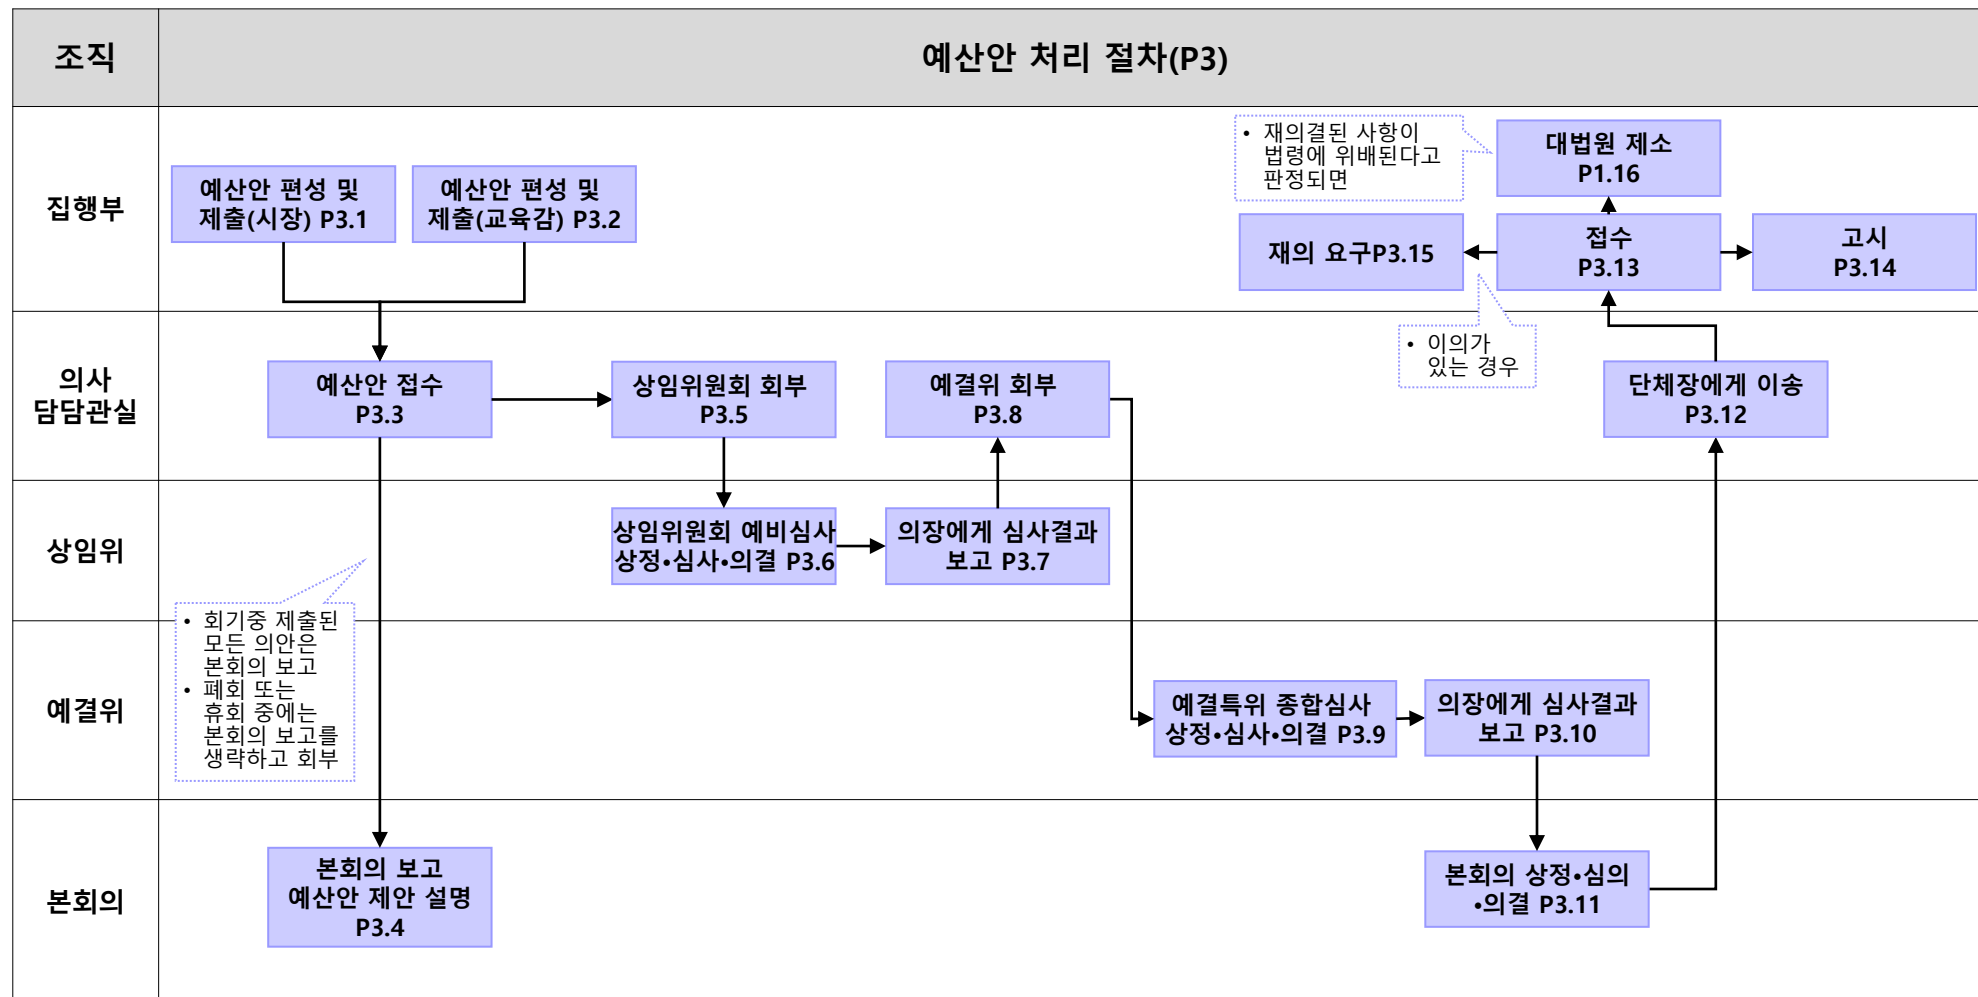 조직
예산안 처리 절차(P3)
집행부
예산안 편성 및
제출(시장) P3.1
예산안 편성 및
제출(교육감) P3.2
• 재의결된 사항이
법령에 위배된다고
판정되면
대법원 제소
P1.16
재의 요구P3.15
접수
P3.13
고시
P3.14
• 이의가
있는 경우
의사
담담관실
예산안 접수
P3.3
상임위원회 회부
P3.5
예결위 회부
P3.8
단체장에게 이송
P3.12
상임위
상임위원회 예비심사
상정•심사•의결 P3.6
의장에게 심사결과
보고 P3.7
• 회기중 제출된
모든 의안은
본회의 보고
• 폐회 또는
휴회 중에는
본회의 보고를
생략하고 회부
예결위
예결특위 종합심사
상정•심사•의결 P3.9
의장에게 심사결과
보고 P3.10
본회의
본회의 보고
예산안 제안 설명
P3.4
본회의 상정•심의
•의결 P3.11